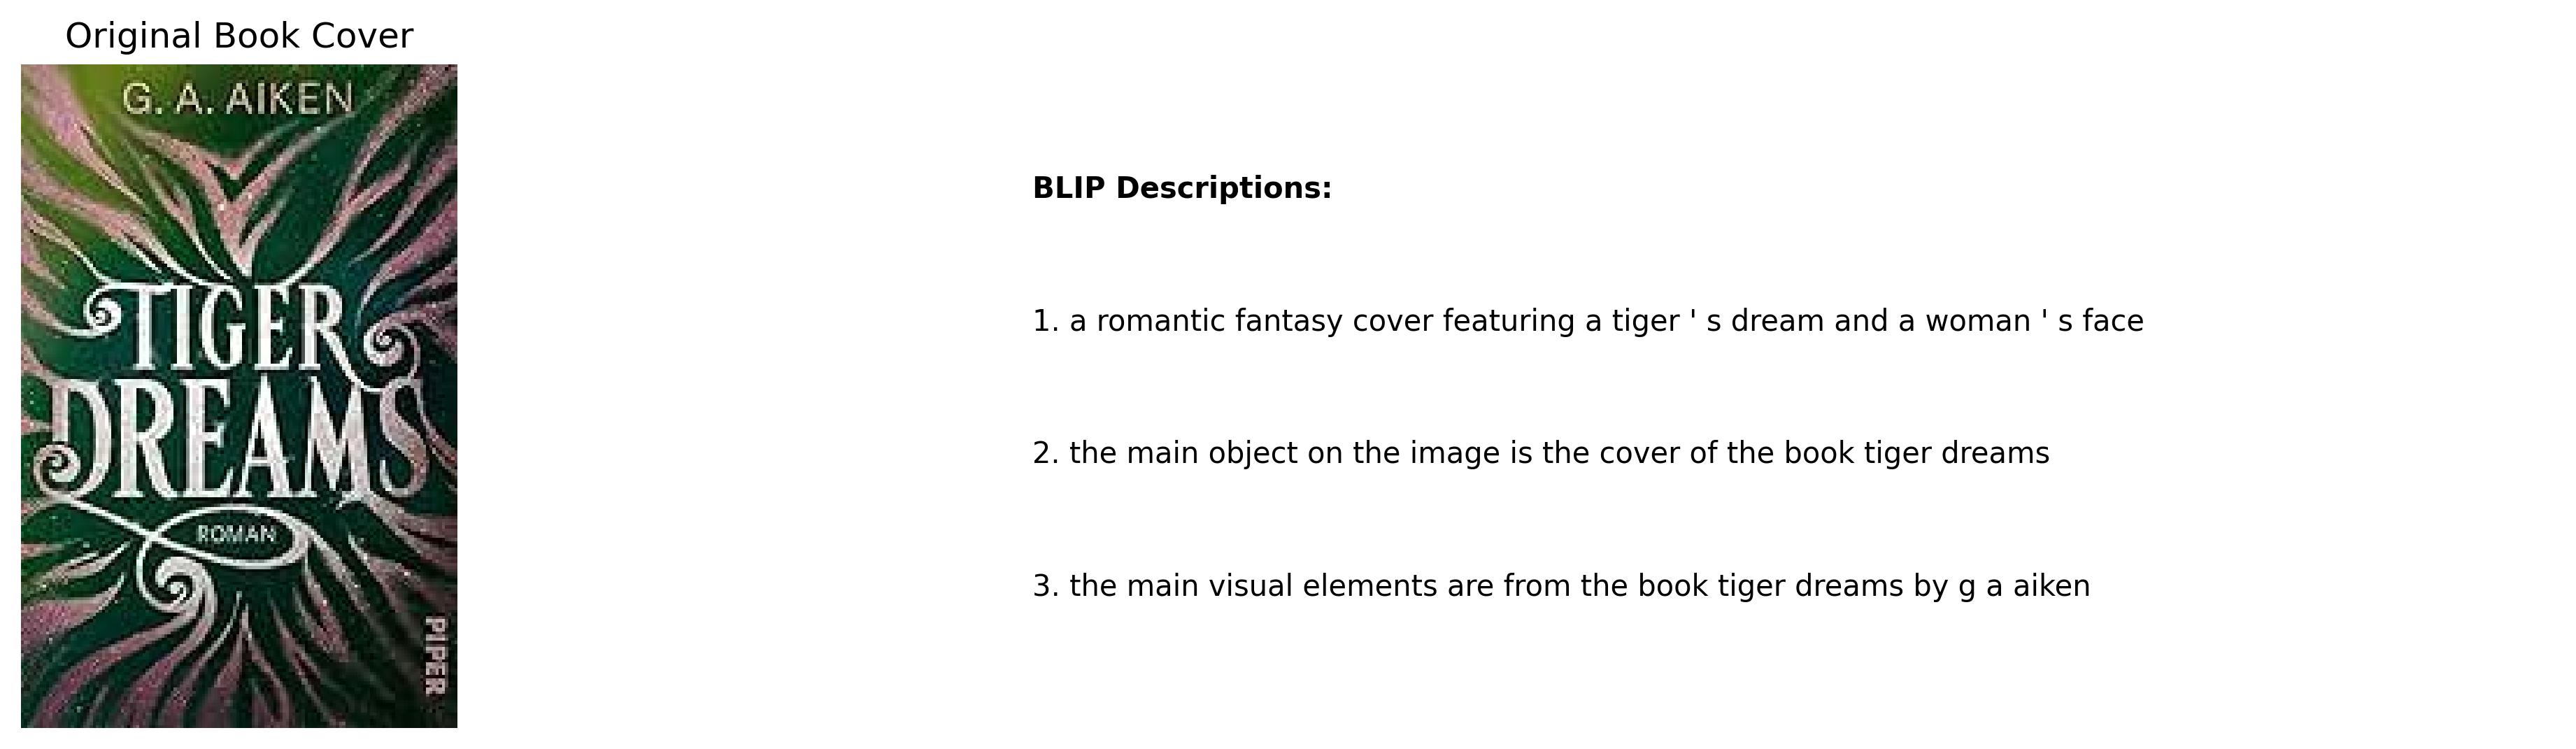 Original Book Cover
G. A. AIKEN
TIGER
DREAMS
ROMAN
PIPER
BLIP Descriptions:
1. a romantic fantasy cover featuring a tiger ' s dream and a woman ' s face
2. the main object on the image is the cover of the book tiger dreams
3. the main visual elements are from the book tiger dreams by g a aiken